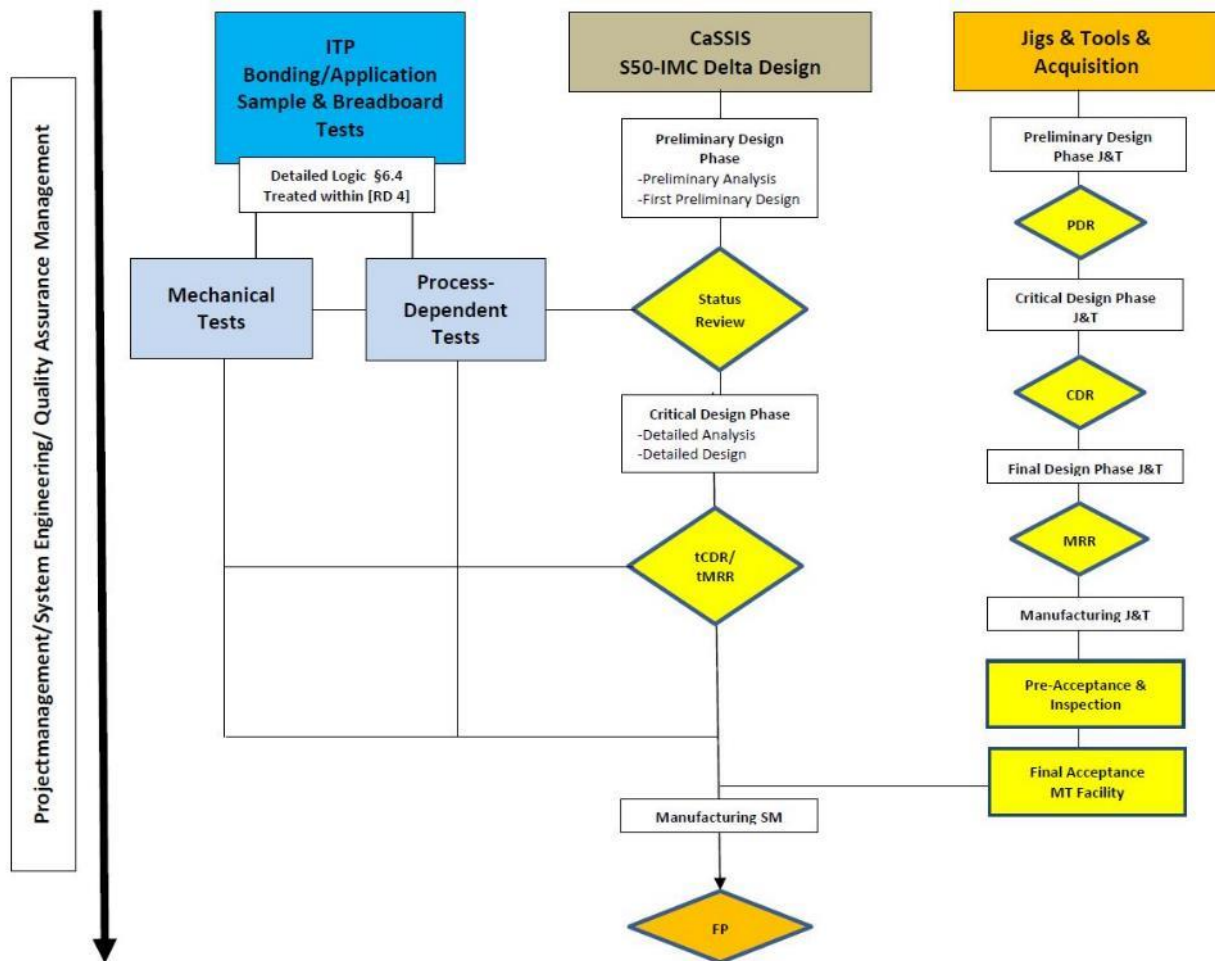 Projectmanagement/System Engineering/ Quality Assurance Management
ITP
Bonding/Application
Sample & Breadboard
Tests
Detailed Logic §6.4
Treated within [RD 4]
Mechanical
Tests
Process-
Dependent
Tests
CaSSIS
S50-IMC Delta Design
Preliminary Design
Phase
-Preliminary Analysis
-First Preliminary Design
Status
Review
Critical Design Phase
-Detailed Analysis
-Detailed Design
tCDR/
tMRR
Manufacturing SM
FP
Jigs & Tools &
Acquisition
Preliminary Design
Phase J&T
PDR
Critical Design Phase
J&T
CDR
Final Design Phase J&T
MRR
Manufacturing J&T
Pre-Acceptance &
Inspection
Final Acceptance
MT Facility